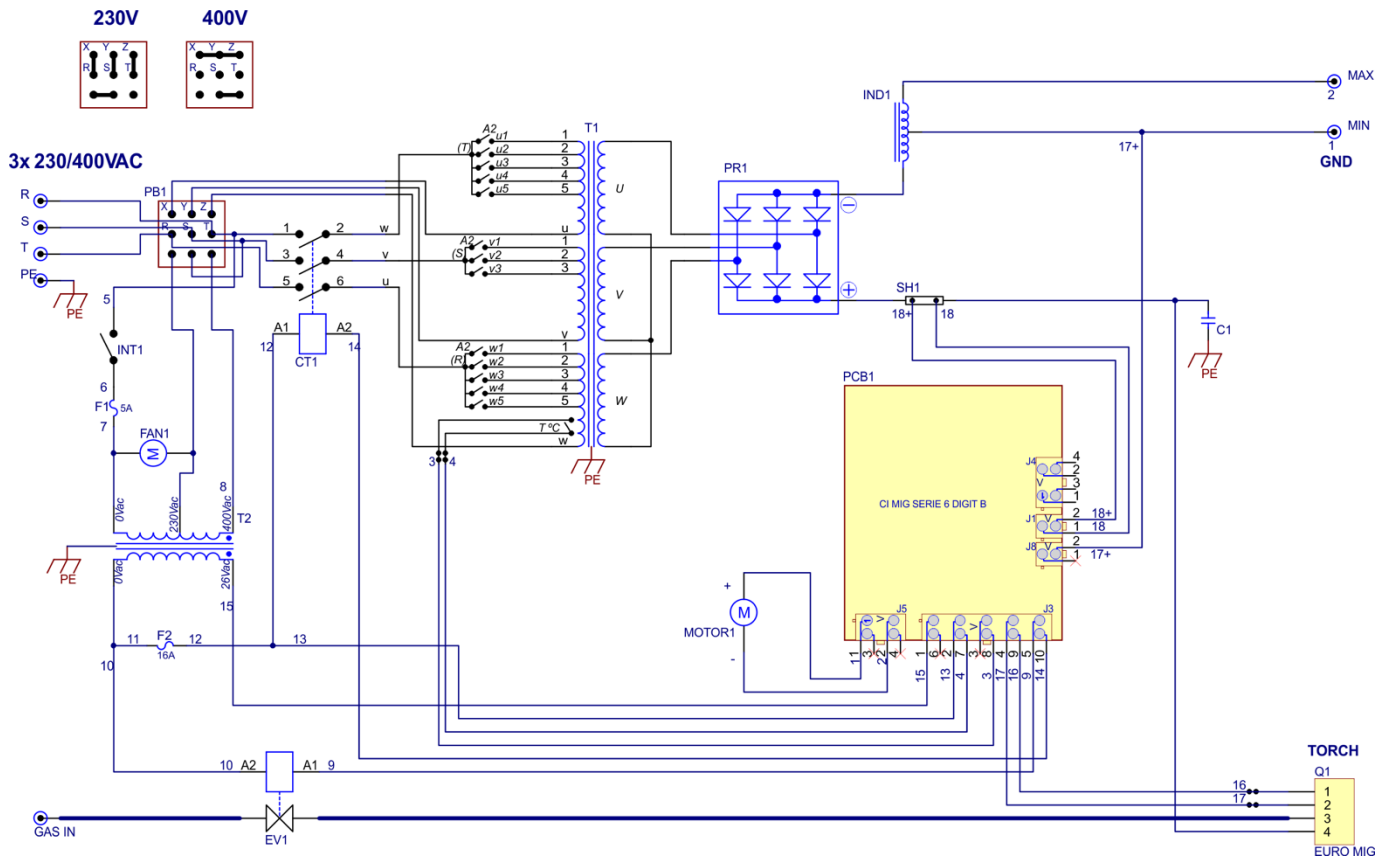 230V 400V
X Y Z
R S T
X Y Z
R S T
3x 230/400VAC
R
S
T
PE
PE
PB1
X Y Z
R S T
1 2 w
3 4 v
5 6 u
A1 A2
12 14
CT1
5
INT1
6
F1 5A
7
FAN1
M
8
0Vac 230Vac 400Vac
T2
PE
0Vac 26Vac
15
11 F2 12 13
16A
10
10 A2 A1 9
GAS IN
EV1
A2
(T)
u1 1
u2 2
u3 3
u4 4
u5 5
u
T1
U
A2
(S
v1 1
v2 2
v3 3
v
V
A2
(R)
w1 1
w2 2
w3 3
w4 4
w5 5
T ºC
w
W
3 4
PE
PR1
IND1
MAX
2
MIN
1
GND
17+
SH1
18+ 18
C1
PE
PCB1
CI MIG SERIE 6 DIGIT B
J4
4
2
V
3
1
J1 V
2 18+
1 18
J8 V
2
1 17+
MOTOR1
M
+
-
J5
1
V
1 3 2 4
1 2
J3
V
1 6 2 7 3 8 4 9 5 10
15 13 4 3 17 16 9 14
TORCH
Q1
16 1
17 2
3
4
EURO MIG